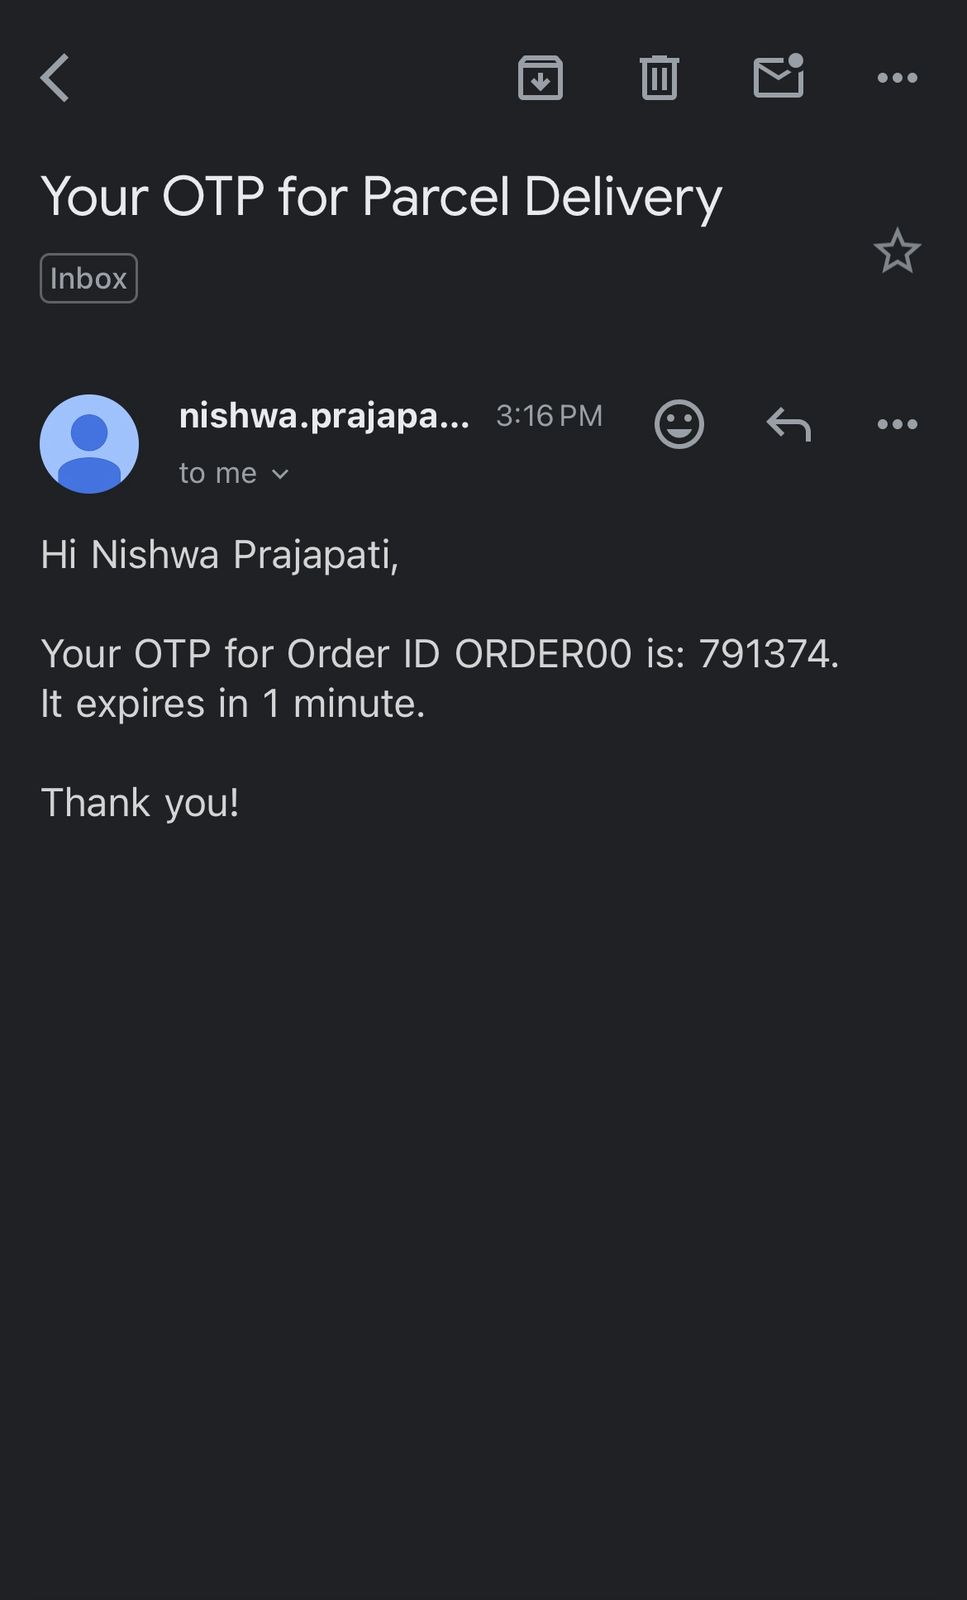 Your OTP for Parcel Delivery
Inbox
nishwa.prajapa... 3:16 PM
to me
Hi Nishwa Prajapati,
Your OTP for Order ID ORDER00 is: 791374.
It expires in 1 minute.
Thank you!